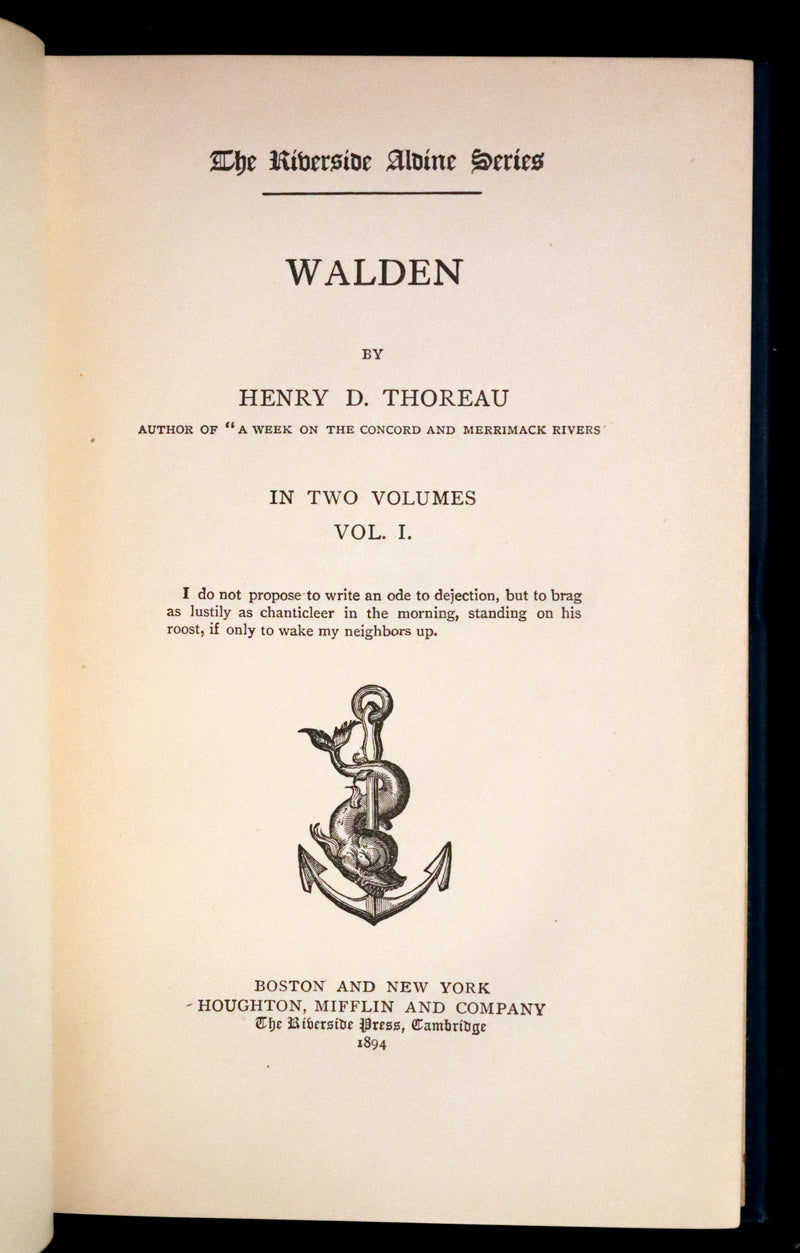 The Riverside Aldine Series
WALDEN
BY
HENRY D. THOREAU
AUTHOR OF “A WEEK ON THE CONCORD AND MERRIMACK RIVERS’
IN TWO VOLUMES
VOL. I.
I do not propose to write an ode to dejection, but to brag
as lustily as chanticleer in the morning, standing on his
roost, if only to wake my neighbors up.
BOSTON AND NEW YORK
HOUGHTON, MIFFLIN AND COMPANY
The Riverside Press, Cambridge
1894